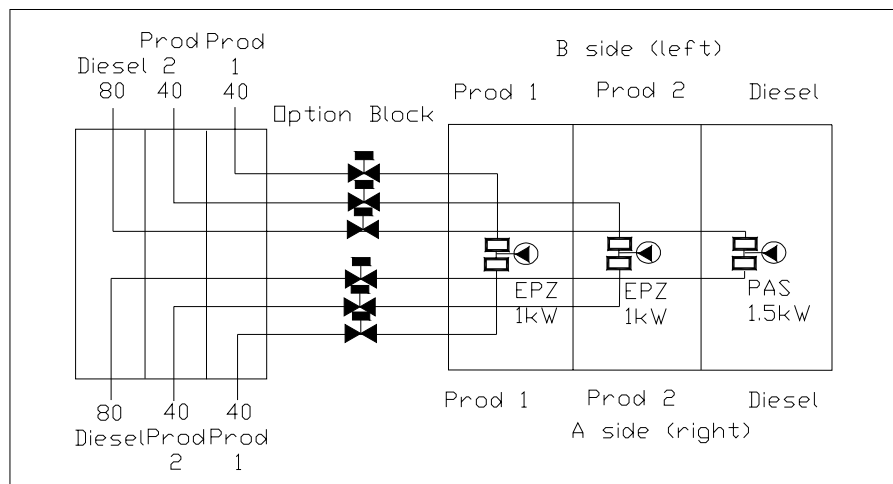 Prod Prod
Diesel 2 1
80 40 40
Option Block
B side (left)
Prod 1 Prod 2 Diesel
EPZ EPZ PAS
1kW 1kW 1.5kW
80 40 40
Diesel Prod Prod
2 1
Prod 1 Prod 2 Diesel
A side (right)